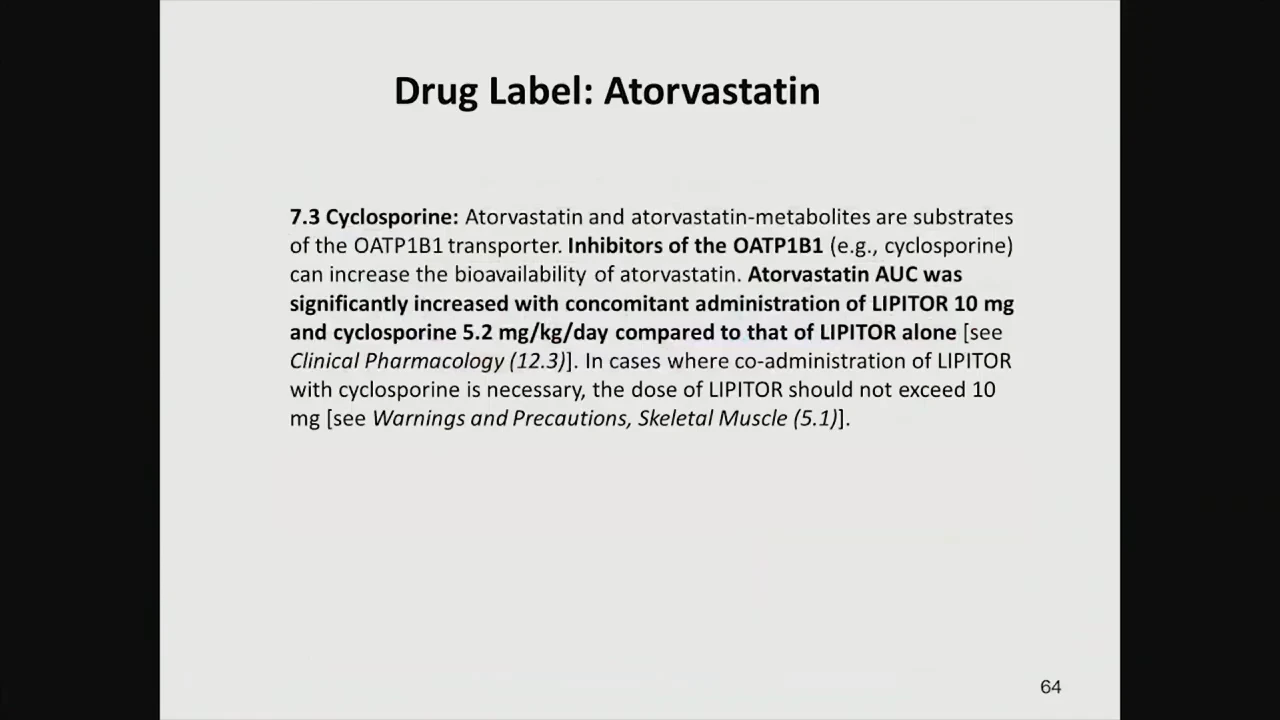 Drug Label: Atorvastatin
7.3 Cyclosporine: Atorvastatin and atorvastatin-metabolites are substrates
of the OATP1B1 transporter. Inhibitors of the OATP1B1 (e.g., cyclosporine)
can increase the bioavailability of atorvastatin. Atorvastatin AUC was
significantly increased with concomitant administration of LIPITOR 10 mg
and cyclosporine 5.2 mg/kg/day compared to that of LIPITOR alone [see
Clinical Pharmacology (12.3)]. In cases where co-administration of LIPITOR
with cyclosporine is necessary, the dose of LIPITOR should not exceed 10
mg [see Warnings and Precautions, Skeletal Muscle (5.1)].
64